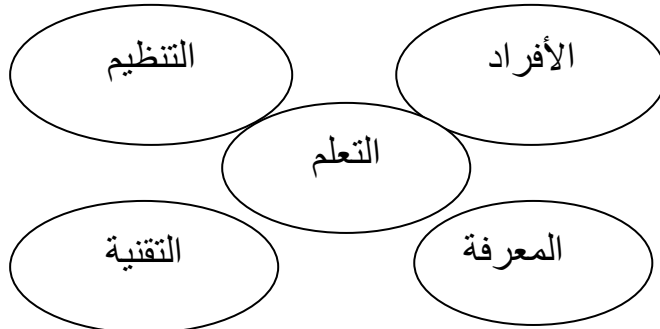 الأفراد
التنظيم
التعلم
المعرفة
التقنية